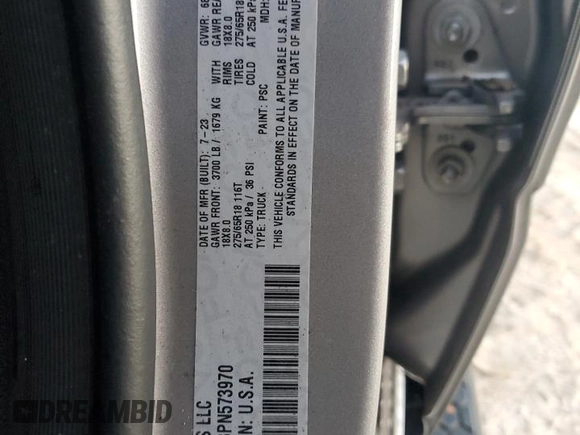 S LLC
PN573970
N: U.S.A.
DATE OF MFR (BUILT): 7-23
GAWR FRONT: 3700 LB / 1679 KG
18X8.0
275/65R18 116T
AT 250 kPa / 36 PSI
TYPE: TRUCK
WITH
RIMS
TIRES
COLD
PAINT: PSC
GVWR: 68
GAWR REA
18X8.0
275/65R18
AT 250 kPa
MDH:
THIS VEHICLE CONFORMS TO ALL APPLICABLE U.S.A. FE
STANDARDS IN EFFECT ON THE DATE OF MANUF
DREAMBID